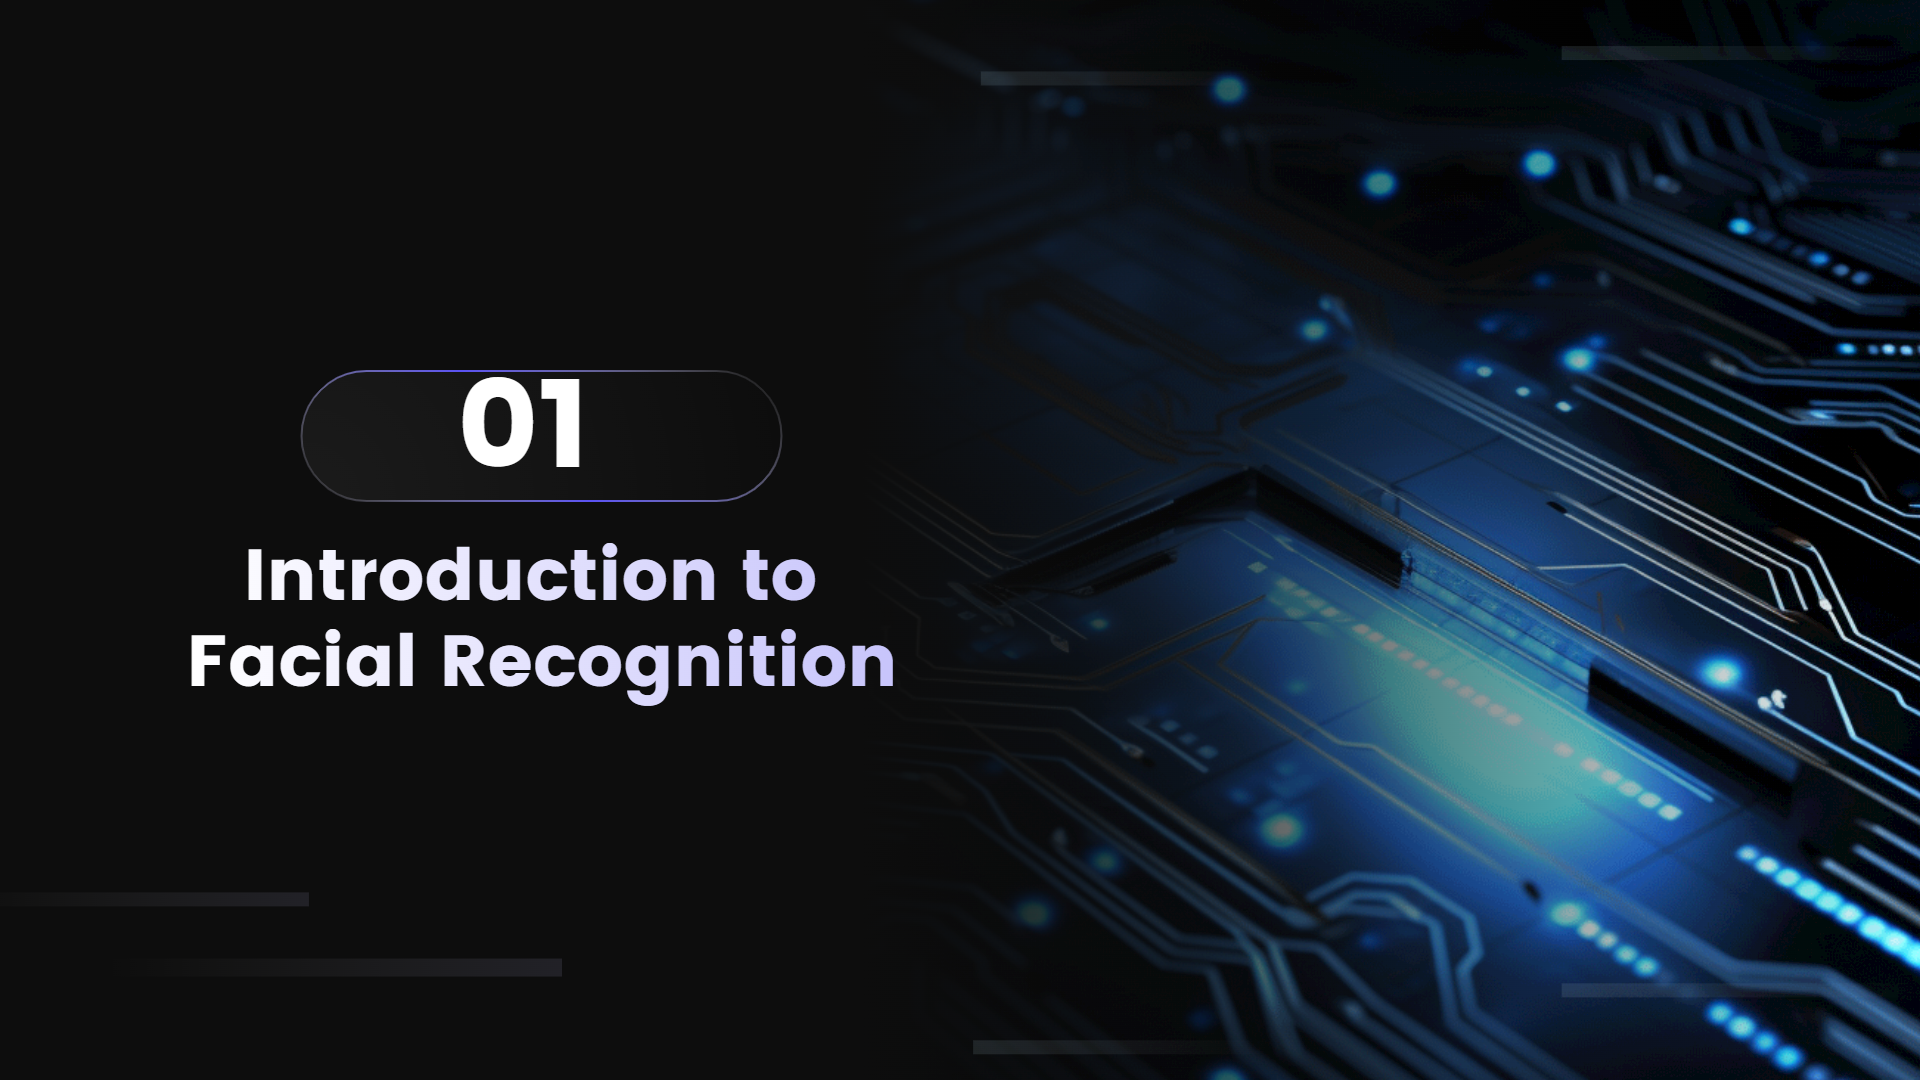 01
Introduction to
Facial Recognition